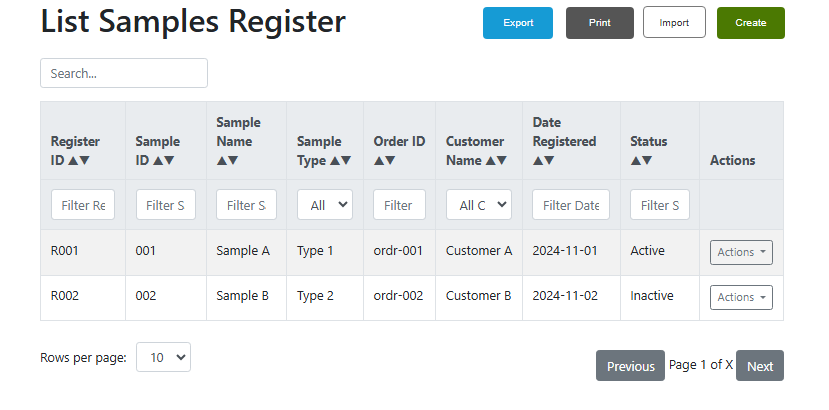 List Samples Register
Export Print Import Create
Search...
Register ID ▲▼ Sample ID ▲▼ Sample Name ▲▼ Sample Type ▲▼ Order ID ▲▼ Customer Name ▲▼ Date Registered ▲▼ Status ▲▼ Actions
Filter Re Filter S Filter S All Filter All C Filter Date Filter S
R001 001 Sample A Type 1 ordr-001 Customer A 2024-11-01 Active Actions
R002 002 Sample B Type 2 ordr-002 Customer B 2024-11-02 Inactive Actions
Rows per page: 10 Previous Page 1 of X Next